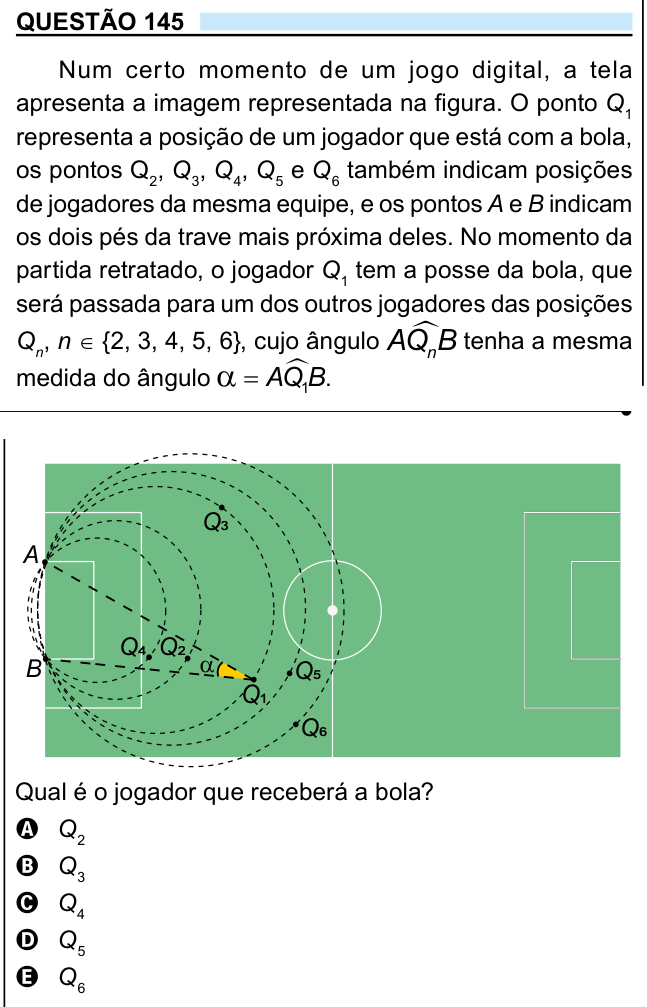 QUESTÃO 145
Num certo momento de um jogo digital, a tela
apresenta a imagem representada na figura. O ponto Q₁
representa a posição de um jogador que está com a bola,
os pontos Q₂, Q₃, Q₄, Q₅ e Q₆ também indicam posições
de jogadores da mesma equipe, e os pontos A e B indicam
os dois pés da trave mais próxima deles. No momento da
partida retratado, o jogador Q₁ tem a posse da bola, que
será passada para um dos outros jogadores das posições
Qₙ, n ∈ {2, 3, 4, 5, 6}, cujo ângulo AQ̂ₙB tenha a mesma
medida do ângulo α = AQ̂₁B.
Q₃
A
Q₄ Q₂
B
α
Q₅
Q₁
Q₆
Qual é o jogador que receberá a bola?
A Q₂
B Q₃
C Q₄
D Q₅
E Q₆